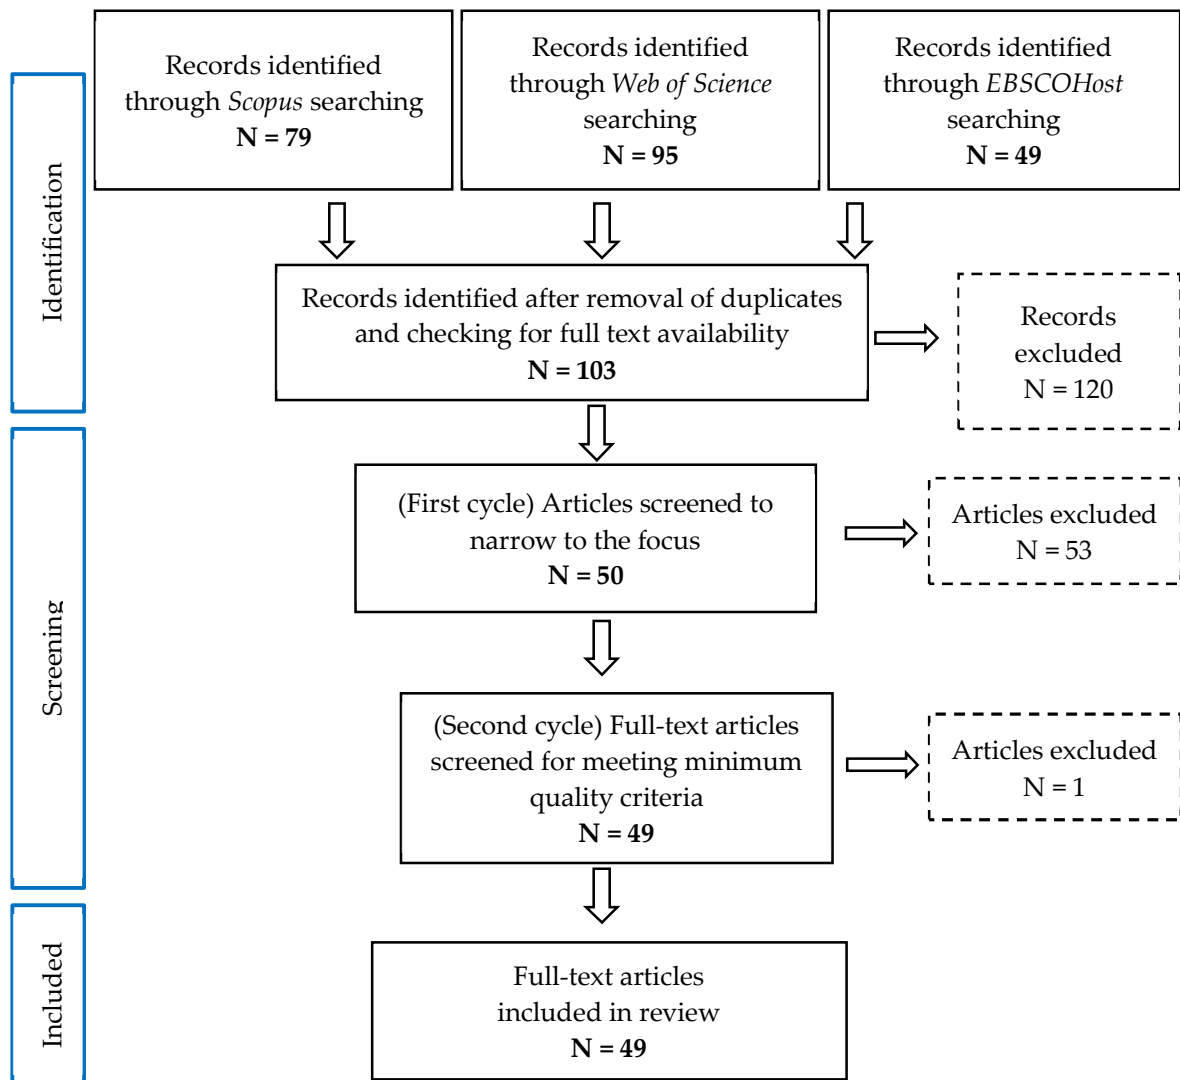 Identification
Records identified
through Scopus searching
N = 79
Records identified
through Web of Science
searching
N = 95
Records identified
through EBSCOHost
searching
N = 49
Records identified after removal of duplicates
and checking for full text availability
N = 103
Records
excluded
N = 120
Screening
(First cycle) Articles screened to
narrow to the focus
N = 50
Articles excluded
N = 53
(Second cycle) Full-text articles
screened for meeting minimum
quality criteria
N = 49
Articles excluded
N = 1
Included
Full-text articles
included in review
N = 49